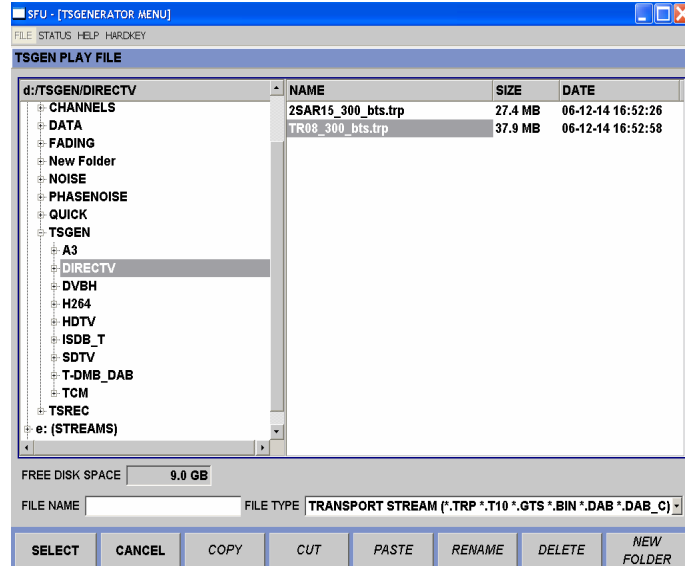 SFU - [TSGENERATOR MENU]
FILE STATUS HELP HARDKEY
TSGEN PLAY FILE
d:/TSGEN/DIRECTV
CHANNELS
DATA
FADING
New Folder
NOISE
PHASENOISE
QUICK
TSGEN
A3
DIRECTV
DVBH
H264
HDTV
ISDB_T
SDTV
T-DMB_DAB
TCM
TSREC
e: (STREAMS)
NAME SIZE DATE
2SAR15_300_bts.trp 27.4 MB 06-12-14 16:52:26
TR08_300_bts.trp 37.9 MB 06-12-14 16:52:58
FREE DISK SPACE 9.0 GB
FILE NAME FILE TYPE TRANSPORT STREAM (*.TRP *.T10 *.GTS *.BIN *.DAB *.DAB_C)
SELECT CANCEL COPY CUT PASTE RENAME DELETE NEW FOLDER